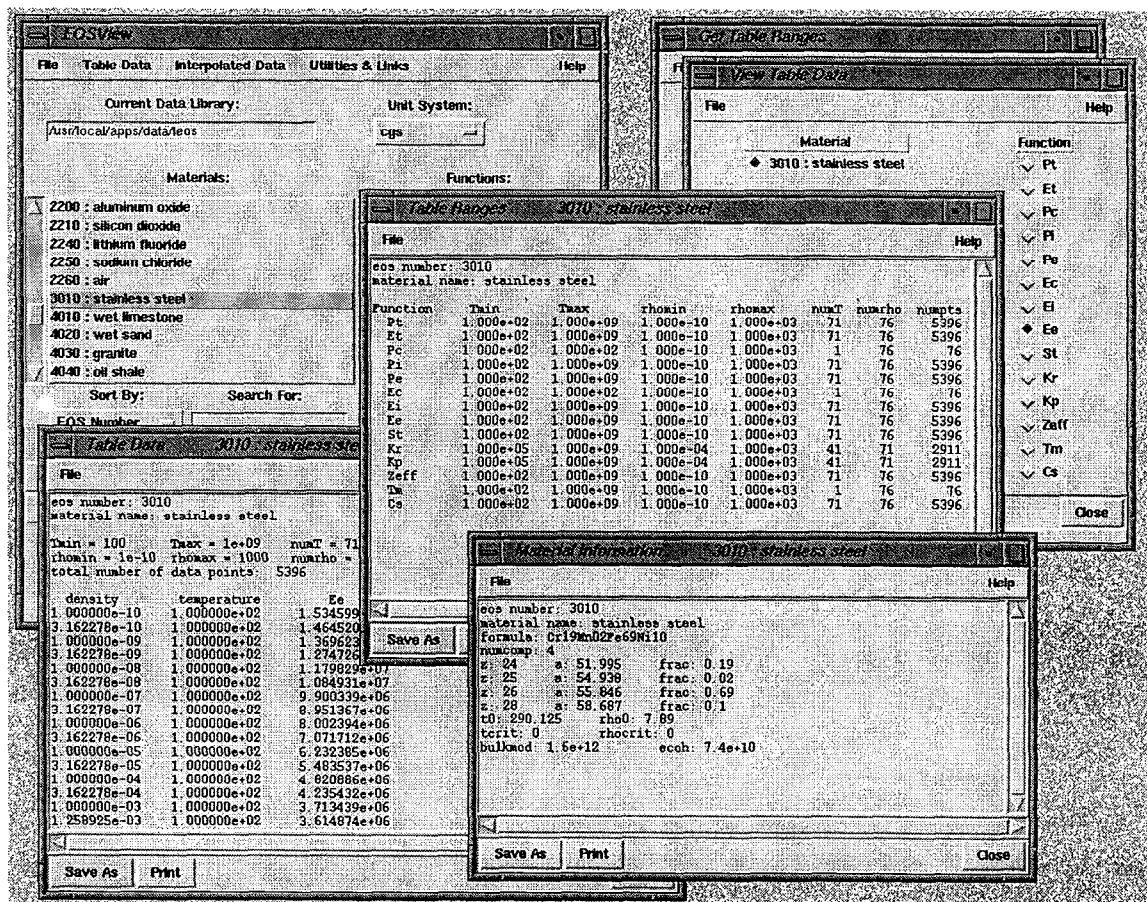 EOSView
File Table Data Interpolated Data Utilities & Links Help
Current Data Library: Unit System:
/usr/local/apps/data/leos cgs
Materials: Functions:
2200 : aluminum oxide
2210 : silicon dioxide
2240 : lithium fluoride
2250 : sodium chloride
2260 : air
3010 : stainless steel
4010 : wet limestone
4020 : wet sand
4030 : granite
4040 : oil shale
Sort By: Search For:
EOS Number
Get Table Ranges
View Table Data
File Help
Material Function
3010 : stainless steel Pt
Et
Pc
Pi
Pe
Ec
Ei
Ee
St
Kr
Kp
Zeff
Tm
Cs
Close
Table Ranges 3010 : stainless steel
File Help
eos number: 3010
material name: stainless steel
Function Tmin Tmax rhomin rhomax numT numrho numpts
Pt 1.000e+02 1.000e+09 1.000e-10 1.000e+03 71 76 5396
Et 1.000e+02 1.000e+09 1.000e-10 1.000e+03 71 76 5396
Pc 1.000e+02 1.000e+09 1.000e-10 1.000e+03 1 76 76
Pi 1.000e+02 1.000e+09 1.000e-10 1.000e+03 71 76 5396
Pe 1.000e+02 1.000e+09 1.000e-10 1.000e+03 71 76 5396
Ec 1.000e+02 1.000e+09 1.000e-10 1.000e+03 1 76 76
Ei 1.000e+02 1.000e+09 1.000e-10 1.000e+03 71 76 5396
Ee 1.000e+02 1.000e+09 1.000e-10 1.000e+03 71 76 5396
St 1.000e+02 1.000e+09 1.000e-10 1.000e+03 71 76 5396
Kr 1.000e+05 1.000e+09 1.000e-04 1.000e+03 41 71 2911
Kp 1.000e+05 1.000e+09 1.000e-04 1.000e+03 41 71 2911
Zeff 1.000e+02 1.000e+09 1.000e-10 1.000e+03 71 76 5396
Tm 1.000e+02 1.000e+09 1.000e-10 1.000e+03 1 76 76
Cs 1.000e+02 1.000e+09 1.000e-10 1.000e+03 71 76 5396
Save As
Table Data 3010 : stainless stee
File
eos number: 3010
material name: stainless steel
Tmin = 100 Tmax = 1e+09 numT = 71
rhomin = 1e-10 rhomax = 1000 numrho =
total number of data points: 5396
density temperature Ee
1.000000e-10 1.000000e+02 1.534599
3.162278e-10 1.000000e+02 1.464520
1.000000e-09 1.000000e+02 1.369623
3.162278e-09 1.000000e+02 1.274726
1.000000e-08 1.000000e+02 1.179829e+07
3.162278e-08 1.000000e+02 1.084931e+07
1.000000e-07 1.000000e+02 9.900339e+06
3.162278e-07 1.000000e+02 8.951367e+06
1.000000e-06 1.000000e+02 8.002394e+06
3.162278e-06 1.000000e+02 7.071712e+06
1.000000e-05 1.000000e+02 6.232385e+06
3.162278e-05 1.000000e+02 5.483537e+06
1.000000e-04 1.000000e+02 4.820886e+06
3.162278e-04 1.000000e+02 4.235432e+06
1.000000e-03 1.000000e+02 3.713439e+06
1.258925e-03 1.000000e+02 3.614874e+06
Save As Print
Material Information 3010 : stainless steel
File Help
eos number: 3010
material name: stainless steel
formula: Cr19Mn02Fe69Ni10
numcomp: 4
z: 24 a: 51.995 frac: 0.19
z: 25 a: 54.938 frac: 0.02
z: 26 a: 55.846 frac: 0.69
z: 28 a: 58.687 frac: 0.1
t0: 290.125 rho0: 7.89
tcrit: 0 rhocrit: 0
bulkmod: 1.6e+12 ecoh: 7.4e+10
Save As Print Close